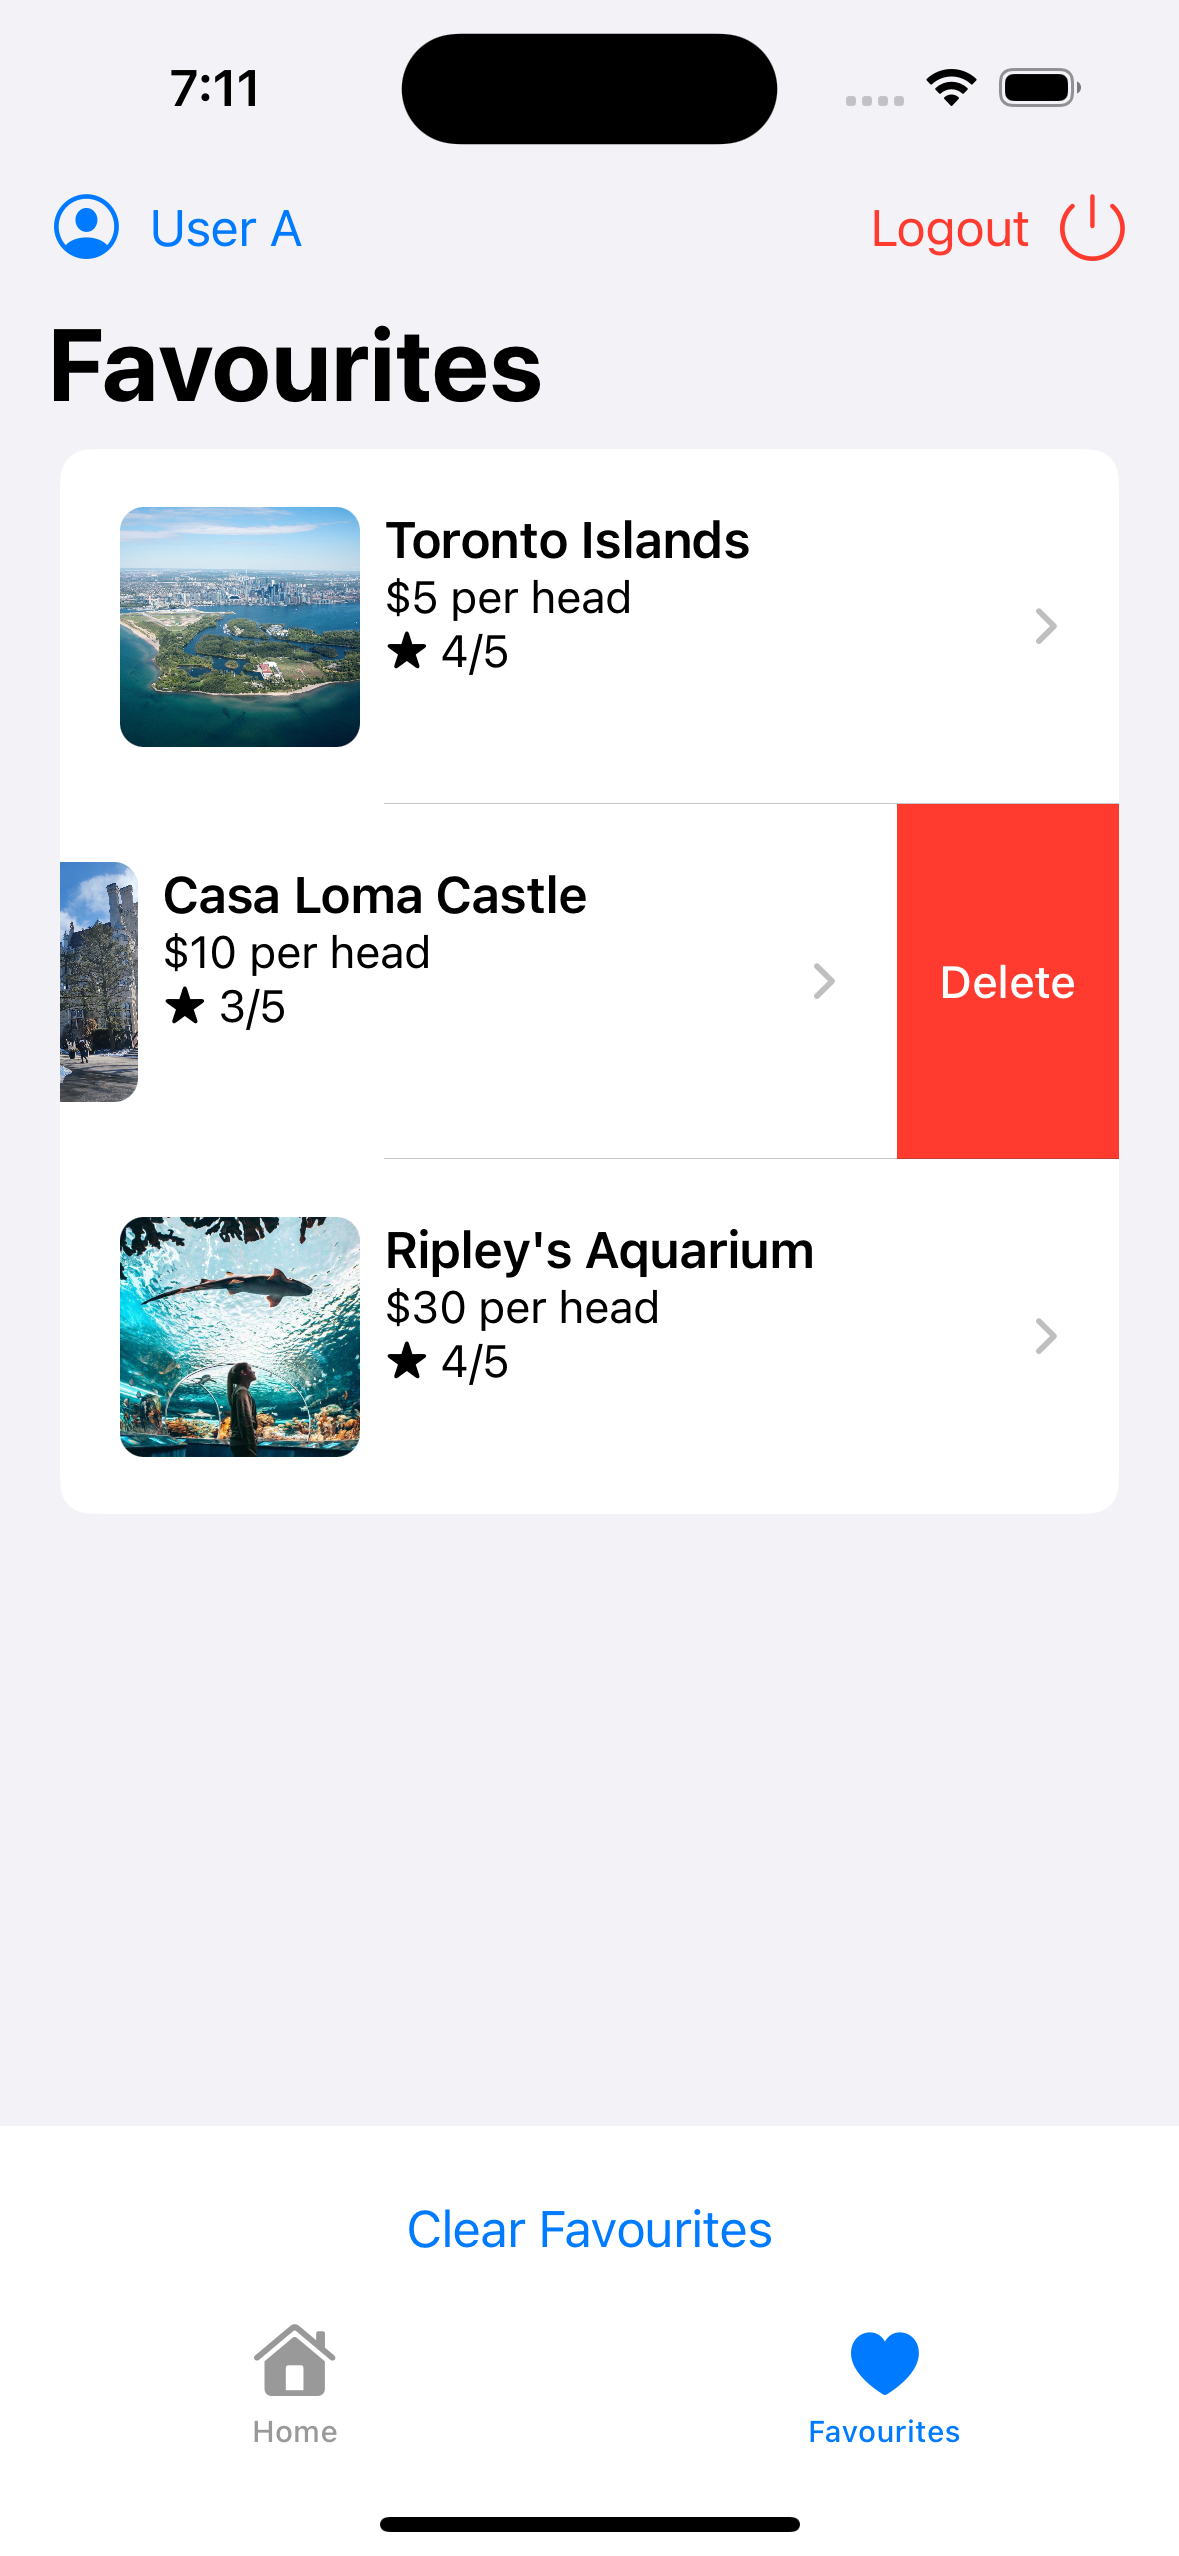 7:11
User A
Logout
Favourites
Toronto Islands
$5 per head
4/5
Casa Loma Castle
$10 per head
3/5
Delete
Ripley's Aquarium
$30 per head
4/5
Clear Favourites
Home
Favourites